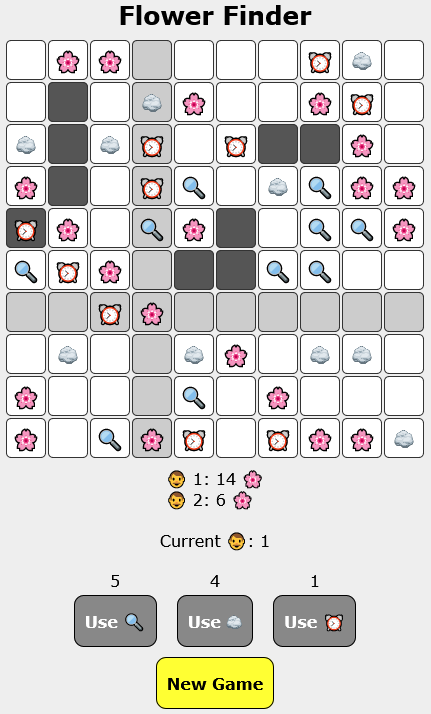 Flower Finder
1: 14
2: 6
Current : 1
5 4 1
Use Use Use
New Game